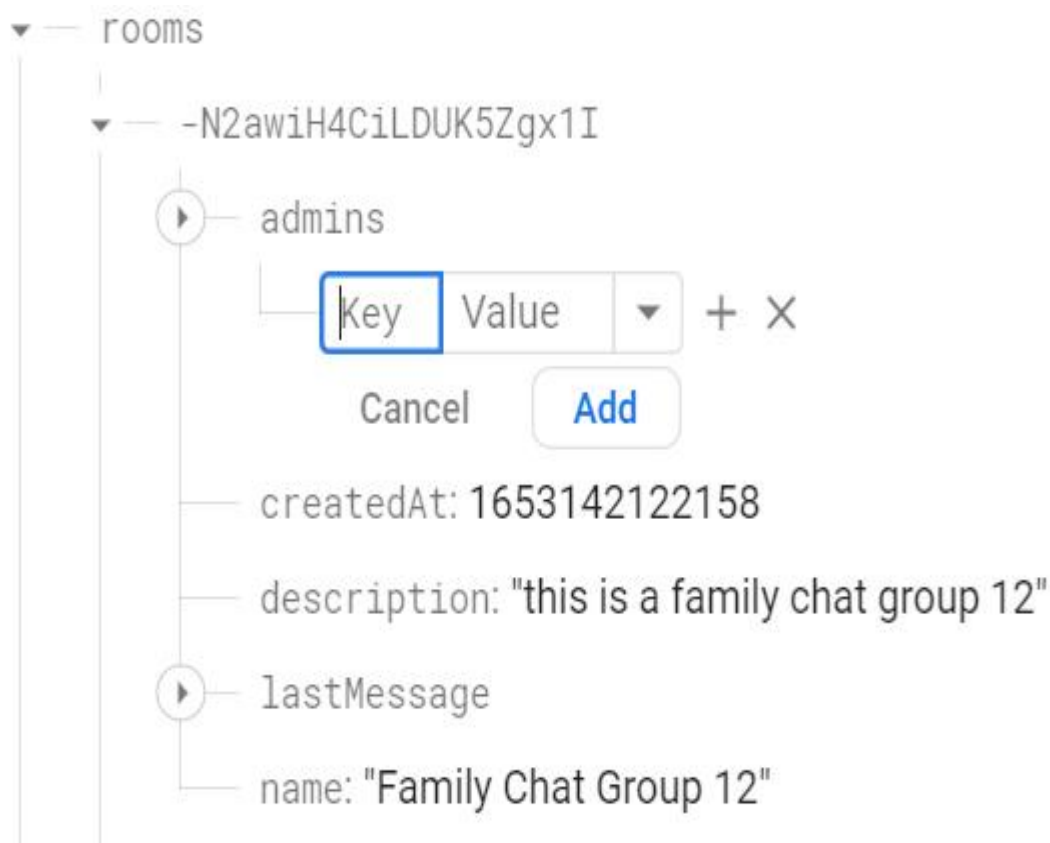 rooms
-N2awiH4CiLDUK5Zgx1I
admins
Key Value + ×
Cancel Add
createdAt: 1653142122158
description: "this is a family chat group 12"
lastMessage
name: "Family Chat Group 12"